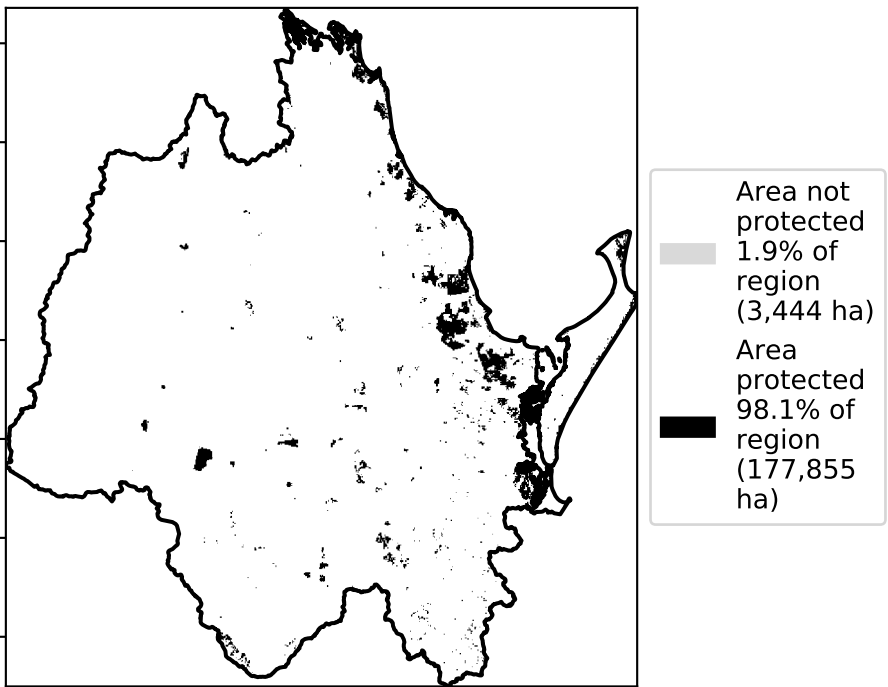 Area not
protected
1.9% of
region
(3,444 ha)
Area
protected
98.1% of
region
(177,855
ha)